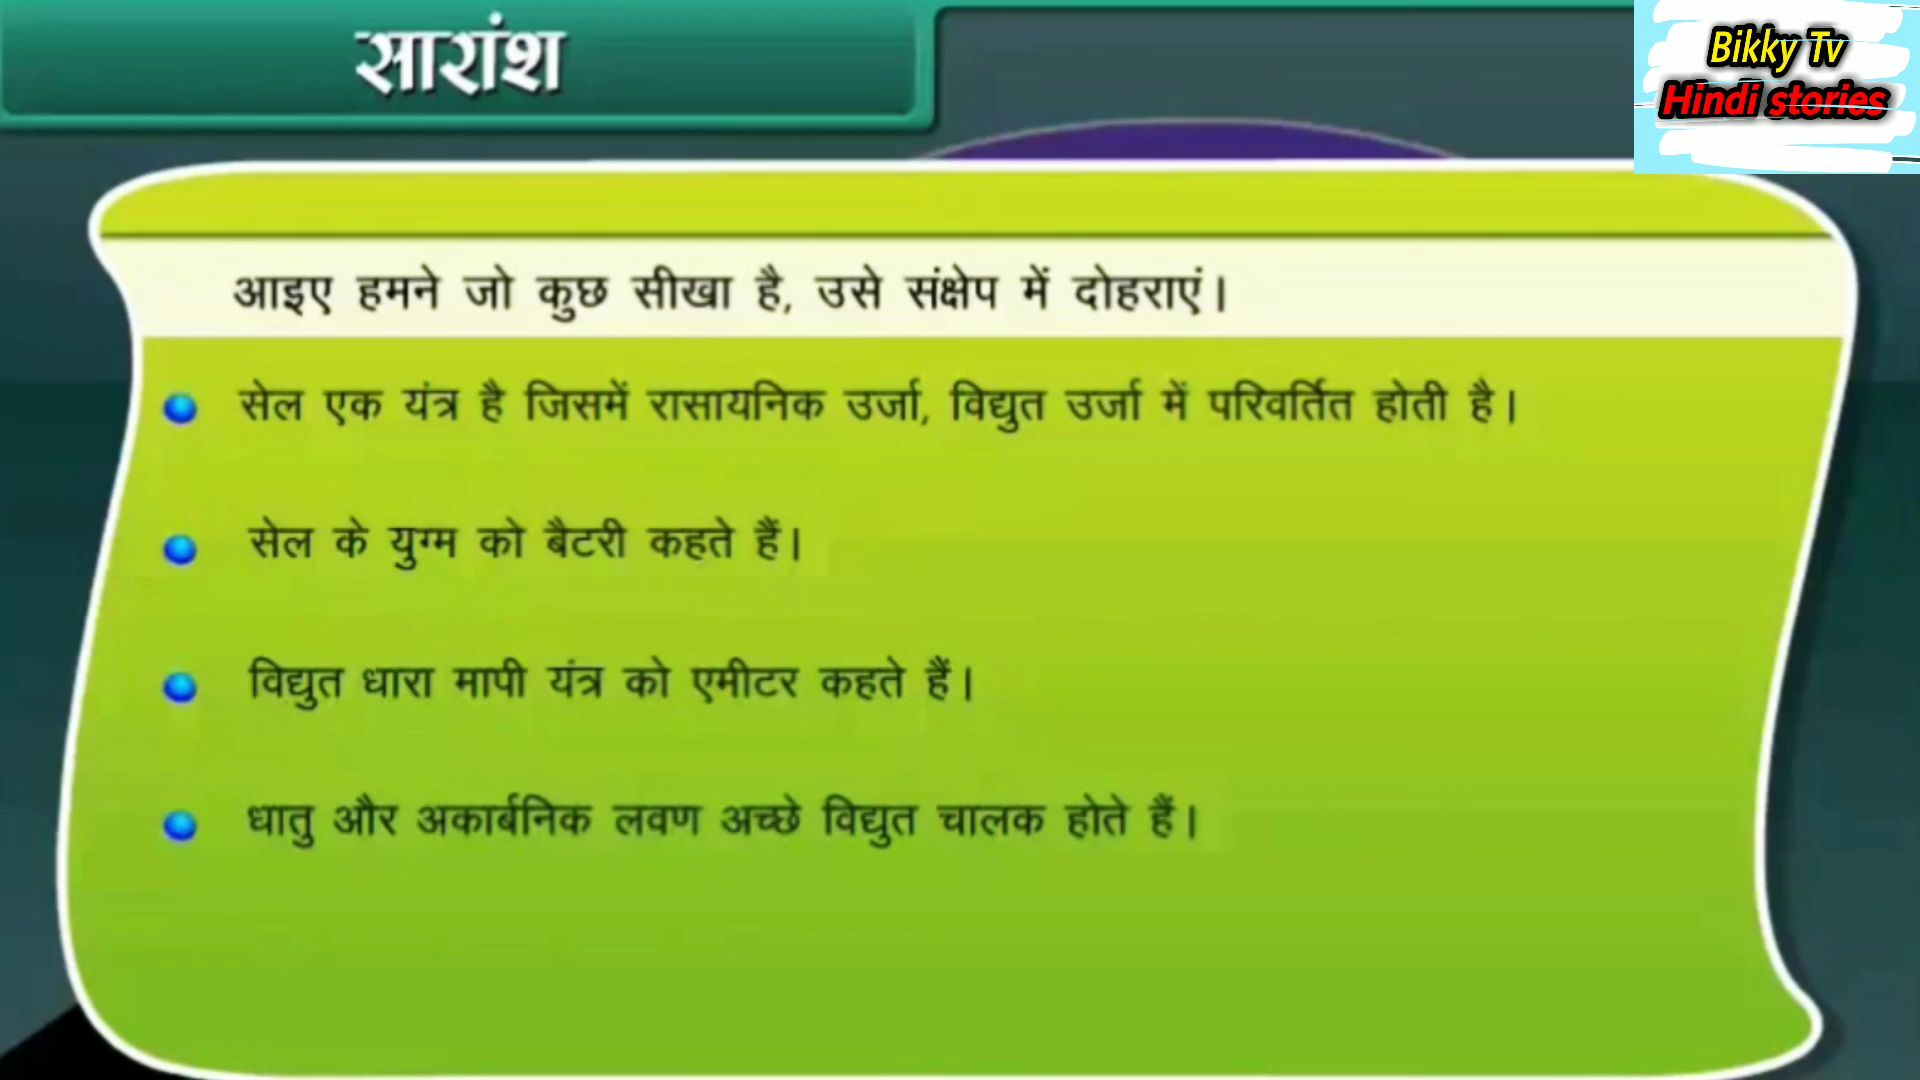 सारांश
Bikky Tv
Hindi stories
आइए हमने जो कुछ सीखा है, उसे संक्षेप में दोहराएं।
सेल एक यंत्र है जिसमें रासायनिक उर्जा, विद्युत उर्जा में परिवर्तित होती है।
सेल के युग्म को बैटरी कहते हैं।
विद्युत धारा मापी यंत्र को एमीटर कहते हैं।
धातु और अकार्बनिक लवण अच्छे विद्युत चालक होते हैं।